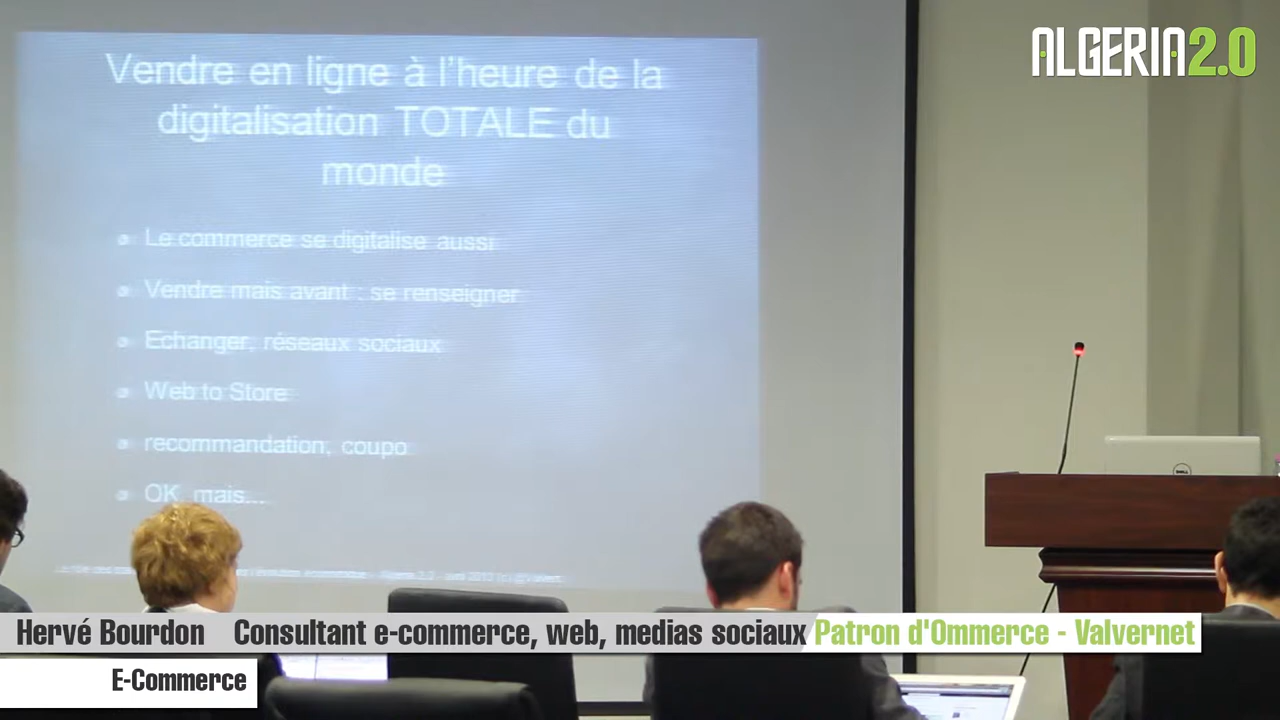 ALGERIA2.0
Vendre en ligne à l'heure de la
digitalisation TOTALE du
monde
Le commerce se digitalise aussi
Vendre mais avant : se renseigner
Echanger, réseaux sociaux
Web to Store
recommandation, coupo
OK, mais...
DELL
Hervé Bourdon Consultant e-commerce, web, medias sociaux Patron d'Ommerce - Valvernet
E-Commerce